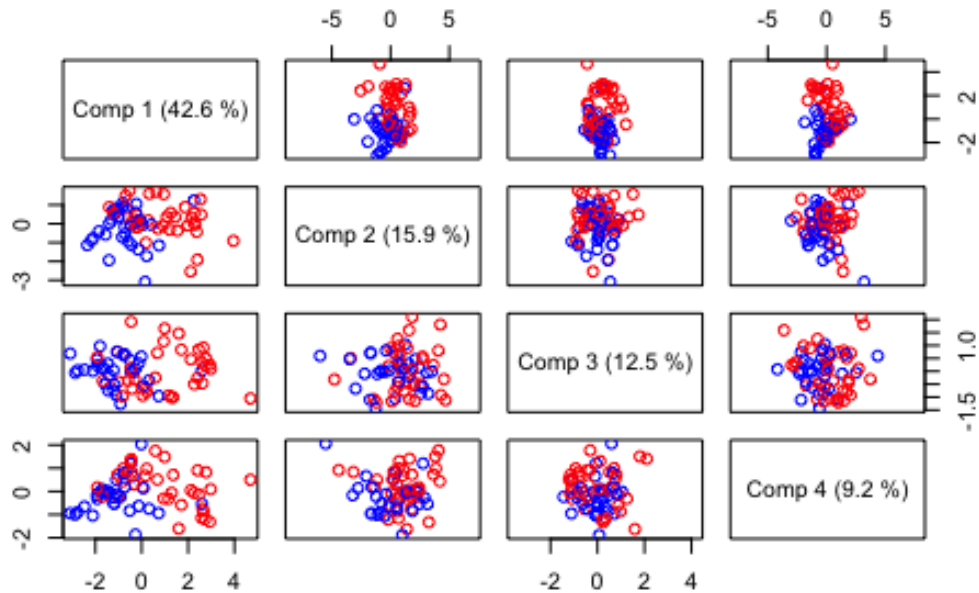 -5 0 5 -5 0 5
Comp 1 (42.6 %)
-2 2
0 -3
Comp 2 (15.9 %)
Comp 3 (12.5 %)
-1.5 1.0
2 0 -2
Comp 4 (9.2 %)
-2 0 2 4 -2 0 2 4